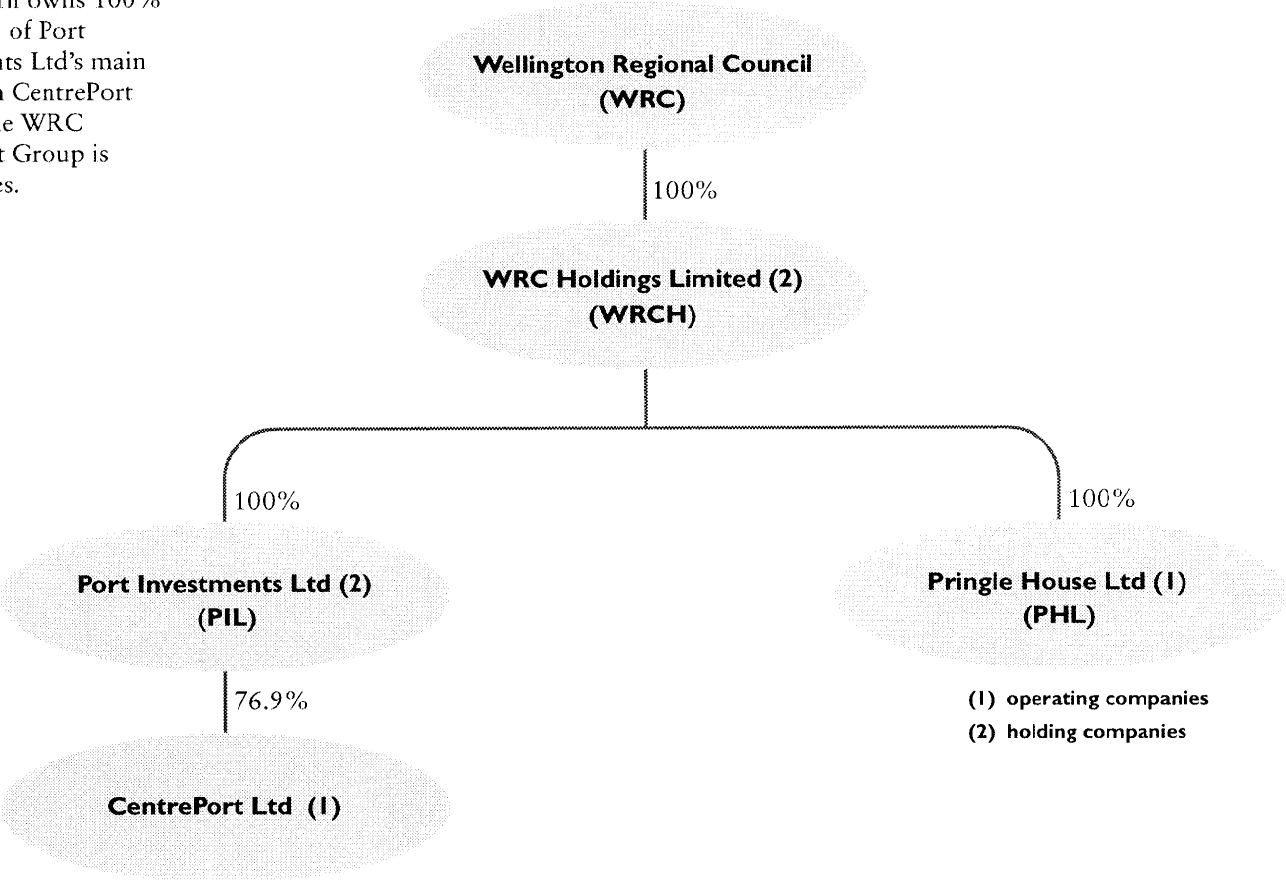 owns 100%
of Port
Ltd's main
CentrePort
WRC
Group is
Wellington Regional Council
(WRC)
100%
WRC Holdings Limited (2)
(WRCH)
100%
100%
Port Investments Ltd (2)
(PIL)
Pringle House Ltd (1)
(PHL)
76.9%
(1) operating companies
(2) holding companies
CentrePort Ltd (1)